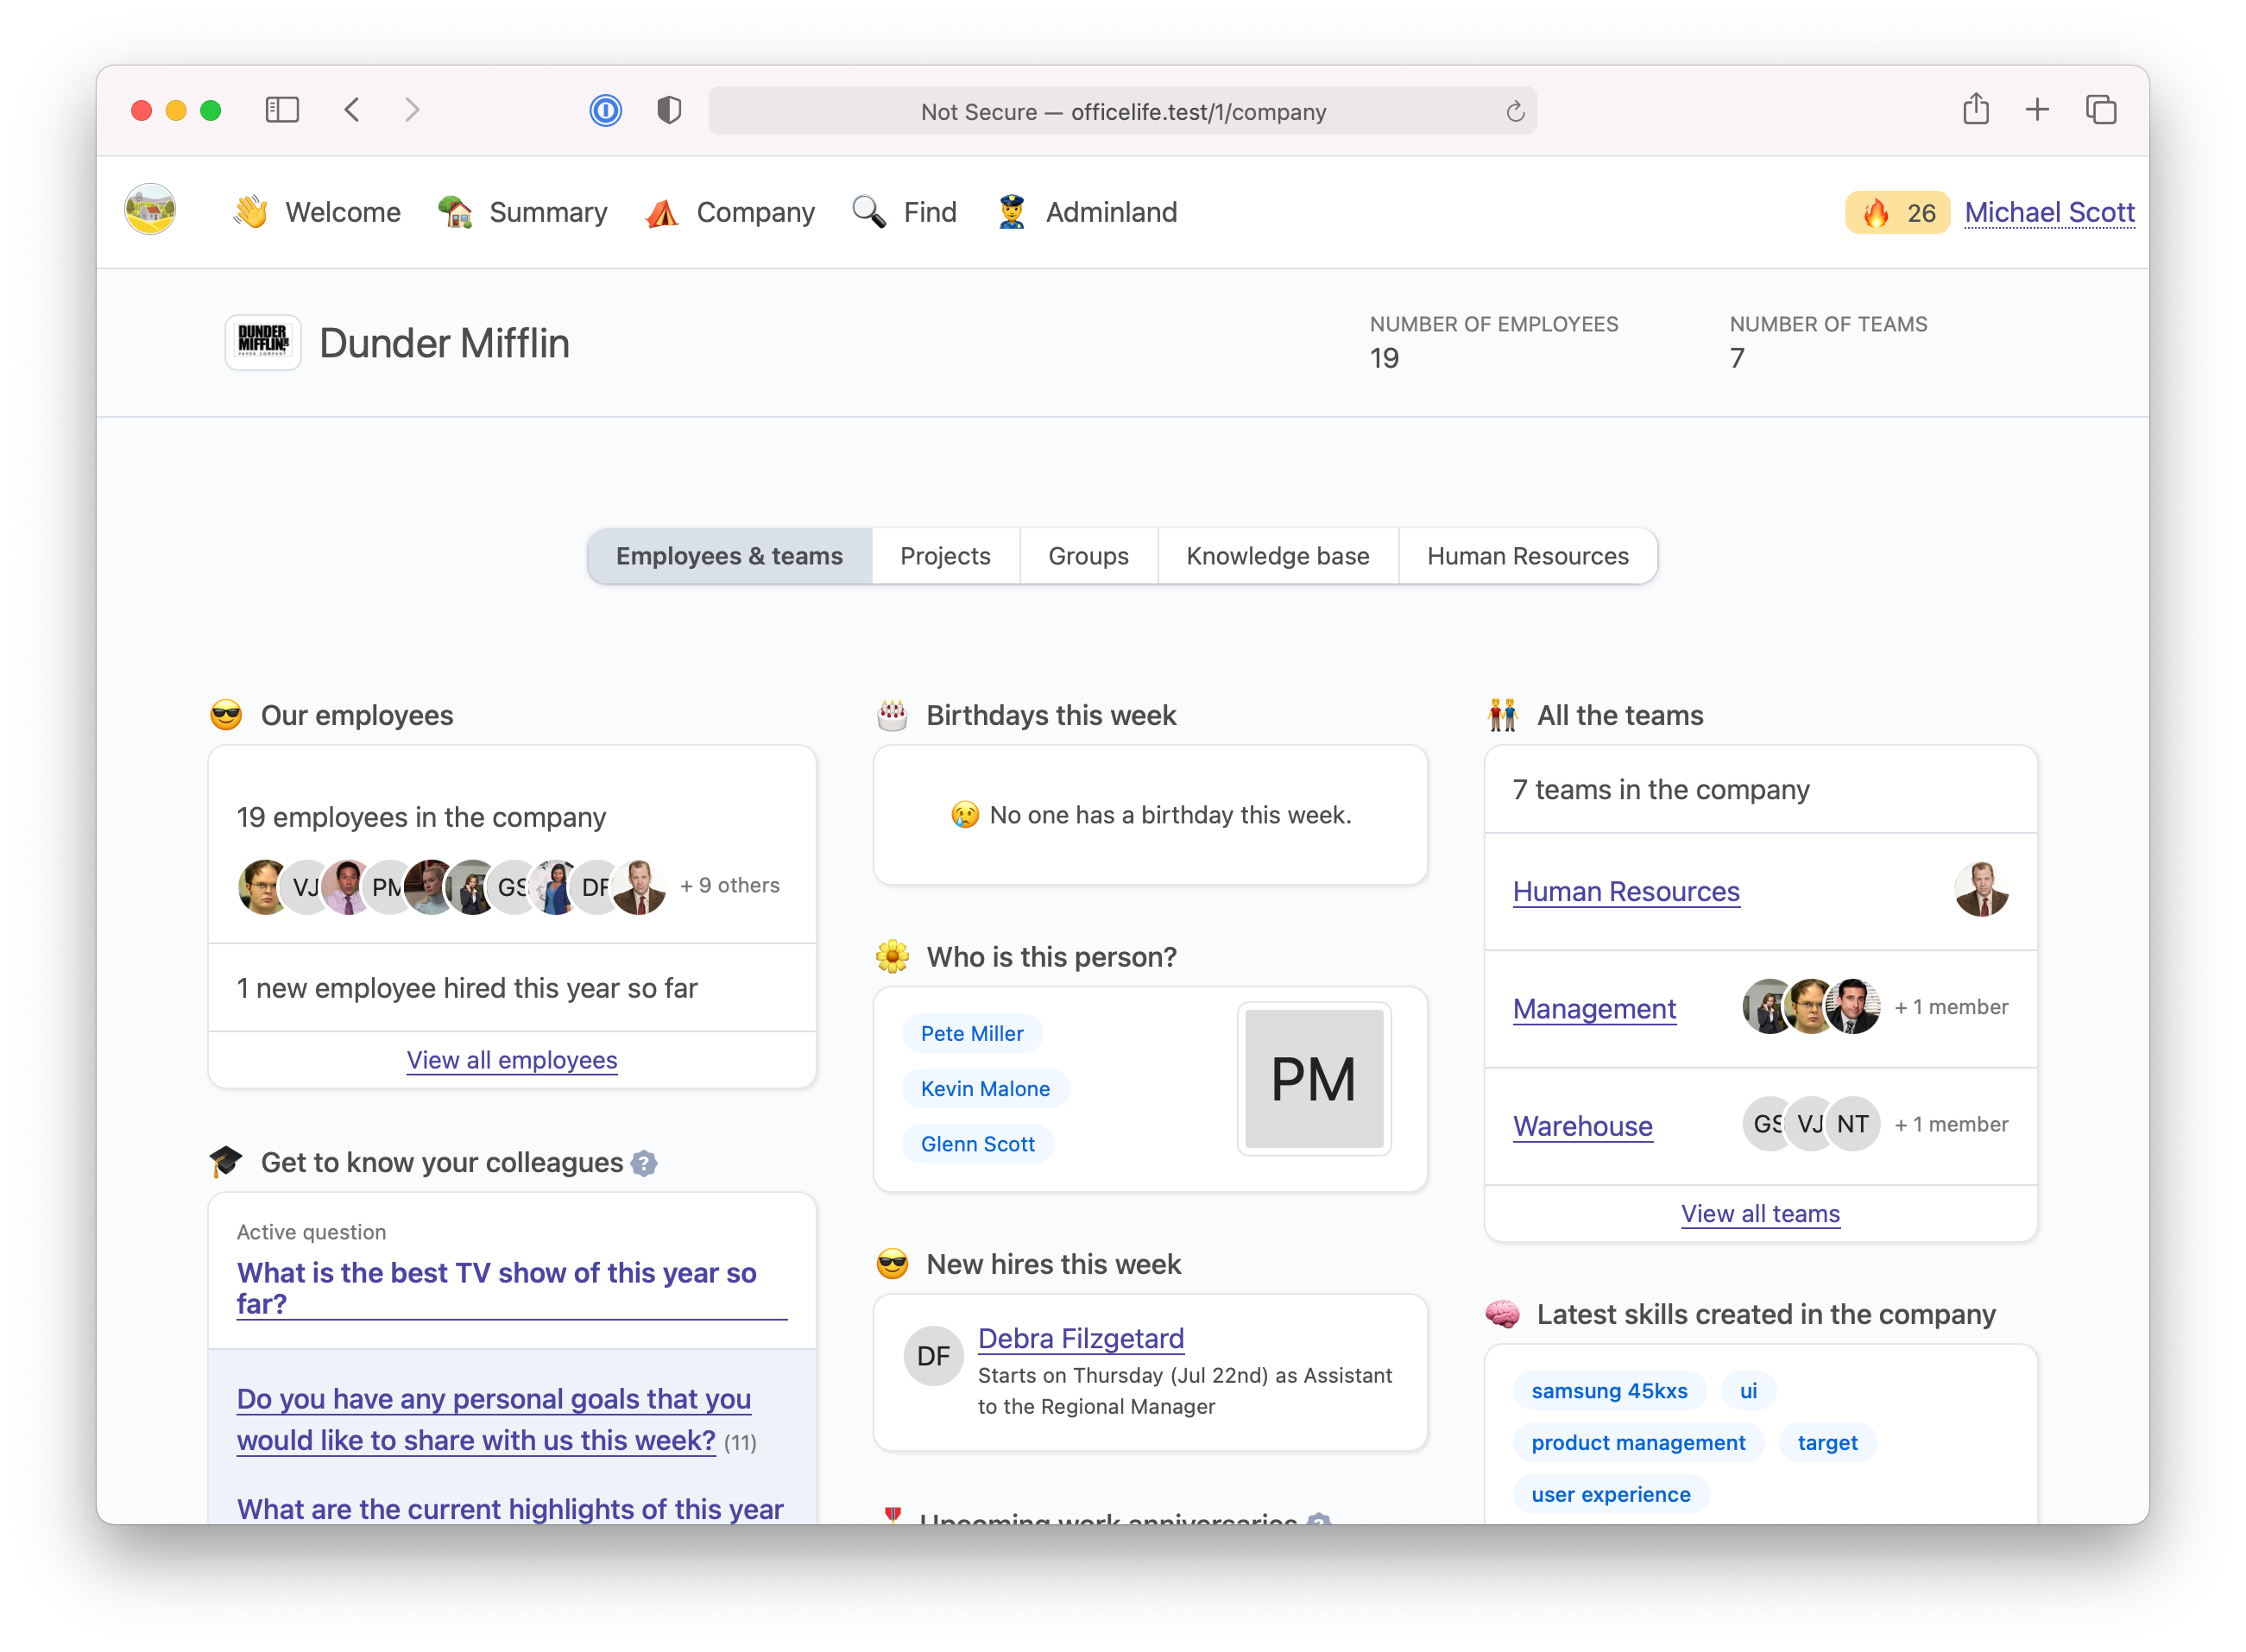 Not Secure — officelife.test/1/company
Welcome
Summary
Company
Find
Adminland
26
Michael Scott
DUNDER
MIFFLIN
PAPER COMPANY
Dunder Mifflin
NUMBER OF EMPLOYEES
19
NUMBER OF TEAMS
7
Employees & teams
Projects
Groups
Knowledge base
Human Resources
Our employees
19 employees in the company
VJ
PM
GS
DF
+ 9 others
1 new employee hired this year so far
View all employees
Get to know your colleagues
?
Active question
What is the best TV show of this year so
far?
Do you have any personal goals that you
would like to share with us this week? (11)
What are the current highlights of this year
Birthdays this week
No one has a birthday this week.
Who is this person?
Pete Miller
Kevin Malone
Glenn Scott
PM
New hires this week
DF
Debra Filzgetard
Starts on Thursday (Jul 22nd) as Assistant
to the Regional Manager
Upcoming work anniversaries
?
All the teams
7 teams in the company
Human Resources
Management
+ 1 member
Warehouse
GS
VJ
NT
+ 1 member
View all teams
Latest skills created in the company
samsung 45kxs
ui
product management
target
user experience